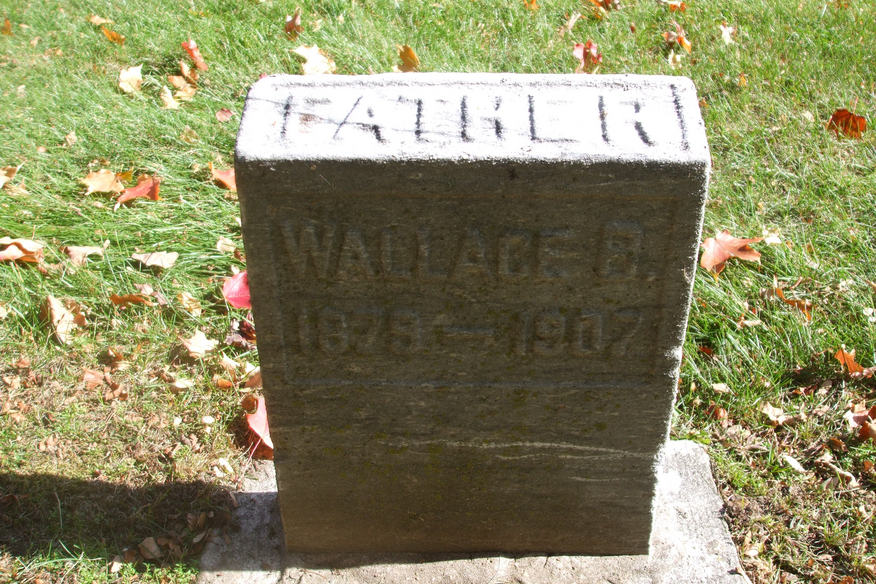 FATHER
WALLACE B.
1875 — 1907